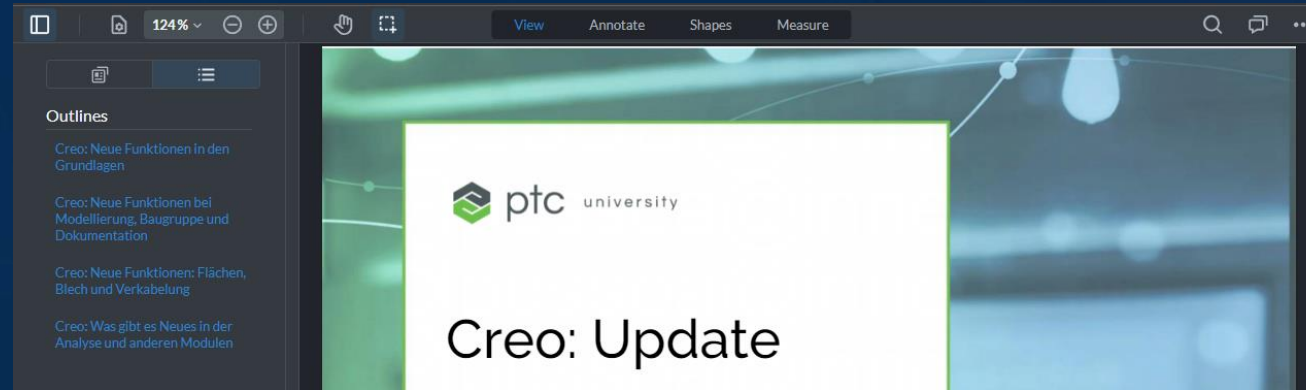 124%
View Annotate Shapes Measure
Outlines
Creo: Neue Funktionen in den
Grundlagen
Creo: Neue Funktionen bei
Modellierung, Baugruppe und
Dokumentation
Creo: Neue Funktionen: Flächen,
Blech und Verkabelung
Creo: Was gibt es Neues in der
Analyse und anderen Modulen
ptc university
Creo: Update